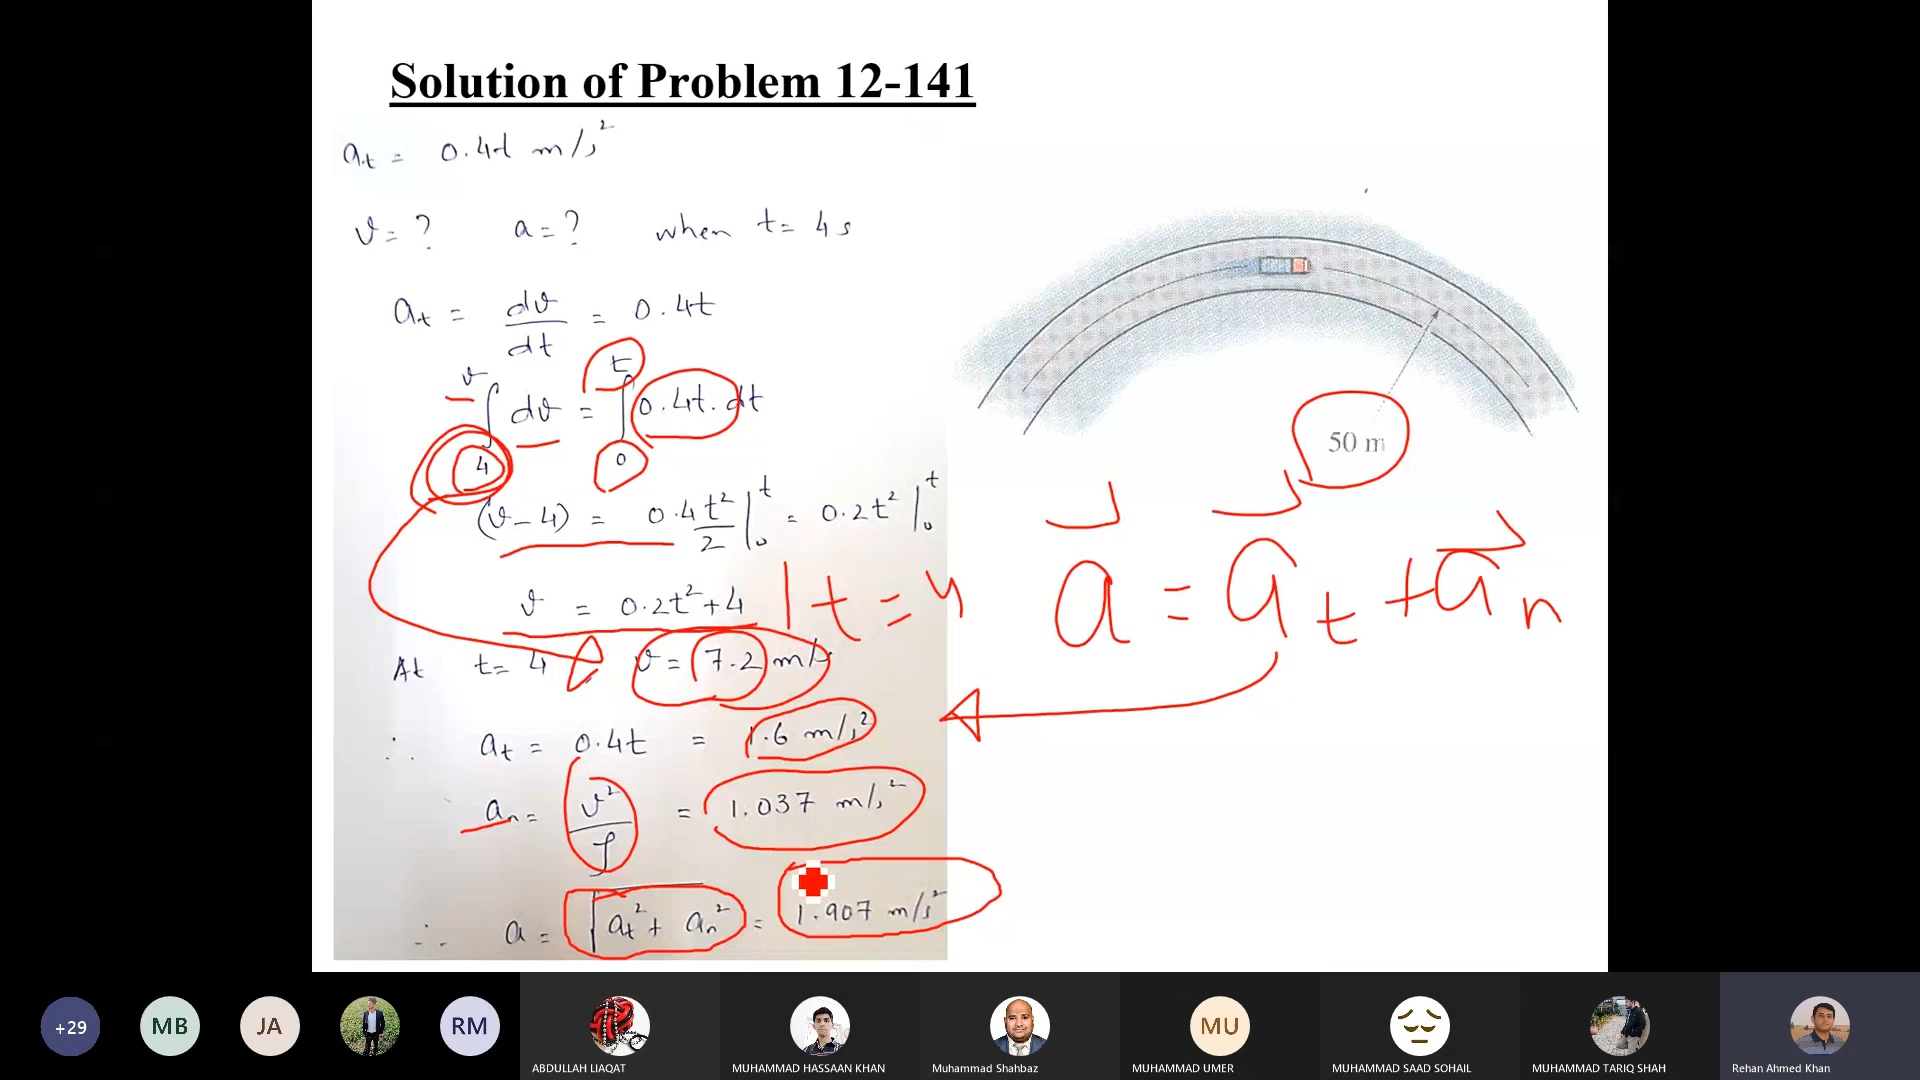 Solution of Problem 12-141
at = 0.4t m/s²
v = ? a = ? when t = 4 s
at = dv/dt = 0.4t
∫₄ᵛ dv = ∫₀ᵗ 0.4t. dt
(v - 4) = 0.4 t²/2 |₀ᵗ = 0.2t² |₀ᵗ
v = 0.2t² + 4 | t = 4
At t = 4 v = 7.2 m/s
∴ at = 0.4t = 1.6 m/s²
an = v²/ρ = 1.037 m/s²
∴ a = √at² + an² = 1.907 m/s²
50 m
a = at + an
+29
MB
JA
RM
ABDULLAH LIAQAT
MUHAMMAD HASSAAN KHAN
Muhammad Shahbaz
MU
MUHAMMAD UMER
MUHAMMAD SAAD SOHAIL
MUHAMMAD TARIQ SHAH
Rehan Ahmed Khan